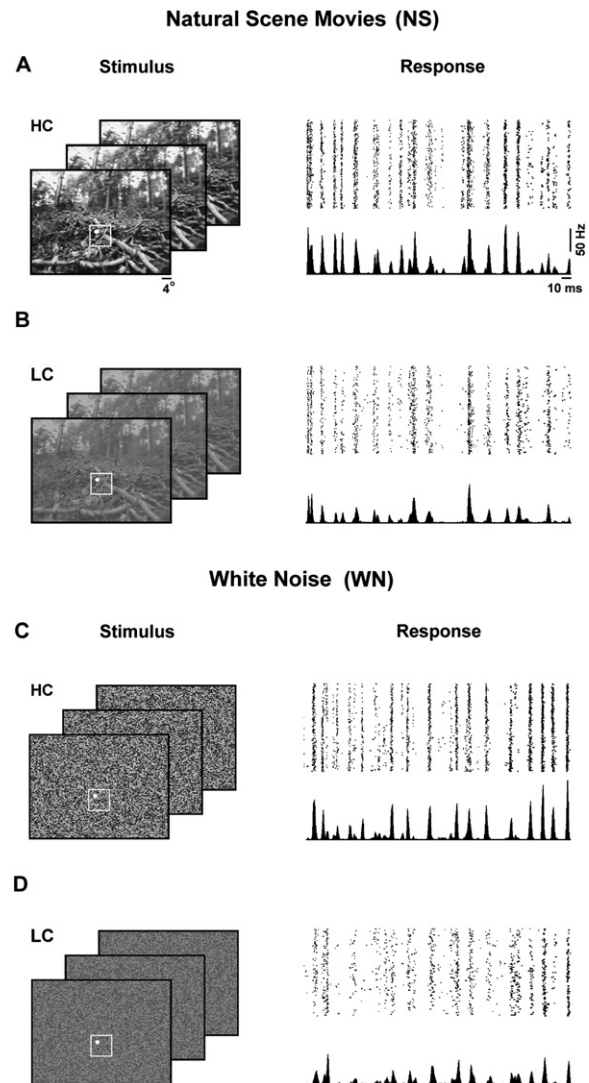 Natural Scene Movies (NS)
A
Stimulus
Response
HC
4°
50 Hz
10 ms
B
LC
White Noise (WN)
C
Stimulus
Response
HC
D
LC